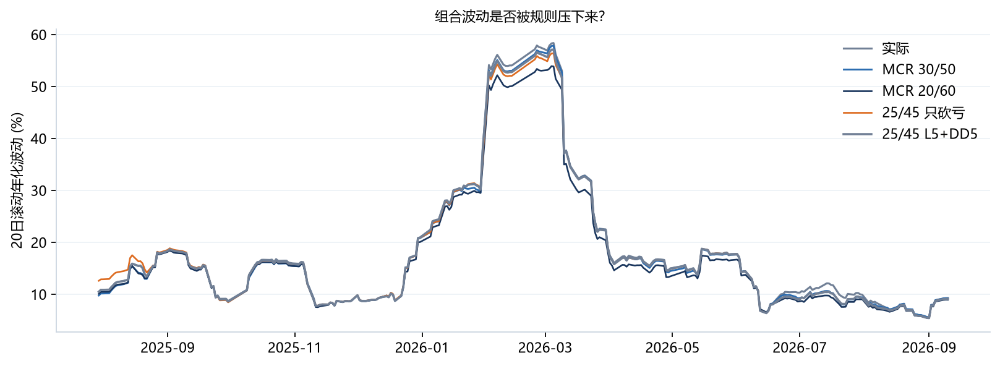 组合波动是否被规则压下来？
20日滚动年化波动 (%)
60
50
40
30
20
10
实际
MCR 30/50
MCR 20/60
25/45 只砍亏
25/45 L5+DD5
2025-09
2025-11
2026-01
2026-03
2026-05
2026-07
2026-09